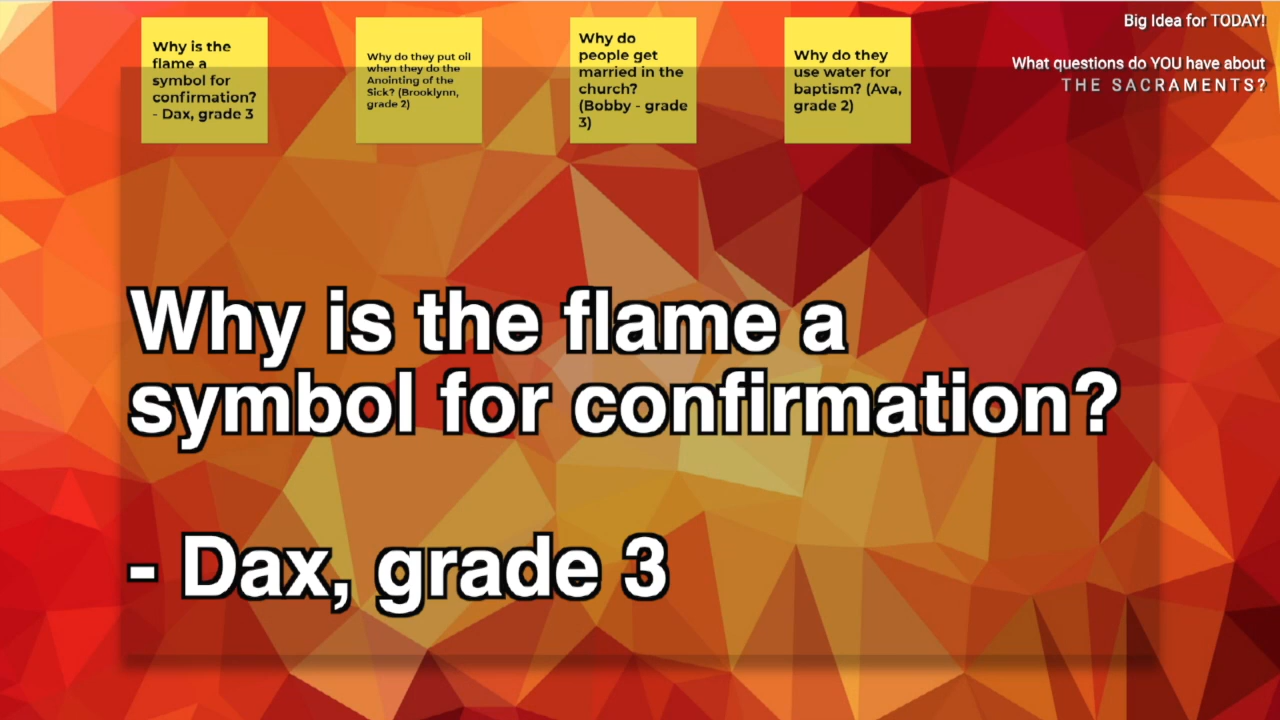 Why is the
flame a
symbol for
confirmation?
- Dax, grade 3
Why do they put oil
when they do the
Anointing of the
Sick? (Brooklynn,
grade 2)
Why do
people get
married in the
church?
(Bobby - grade
3)
Why do they
use water for
baptism? (Ava,
grade 2)
Big Idea for TODAY!
What questions do YOU have about
THE SACRAMENTS?
Why is the flame a
symbol for confirmation?
- Dax, grade 3